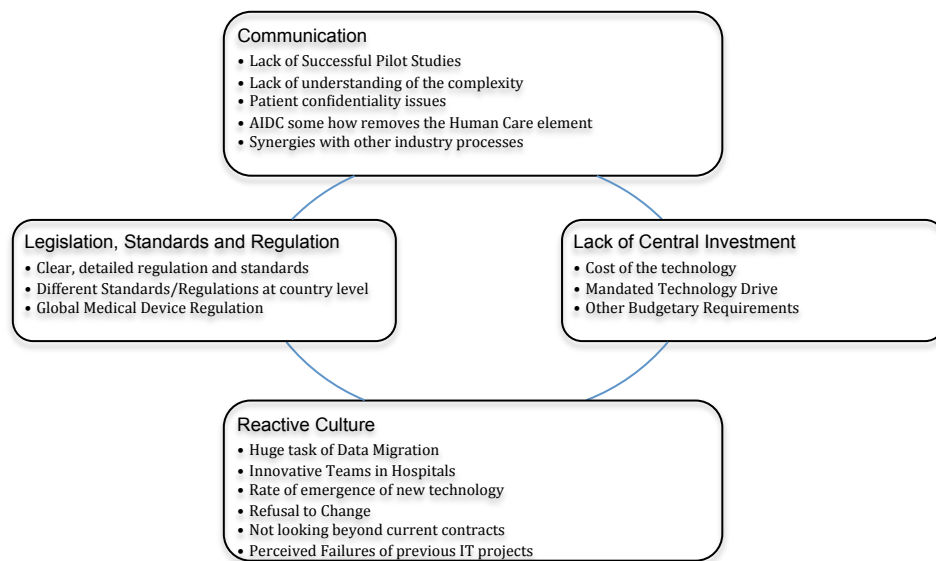 Communication
• Lack of Successful Pilot Studies
• Lack of understanding of the complexity
• Patient confidentiality issues
• AIDC some how removes the Human Care element
• Synergies with other industry processes
Legislation, Standards and Regulation
• Clear, detailed regulation and standards
• Different Standards/Regulations at country level
• Global Medical Device Regulation
Lack of Central Investment
• Cost of the technology
• Mandated Technology Drive
• Other Budgetary Requirements
Reactive Culture
• Huge task of Data Migration
• Innovative Teams in Hospitals
• Rate of emergence of new technology
• Refusal to Change
• Not looking beyond current contracts
• Perceived Failures of previous IT projects